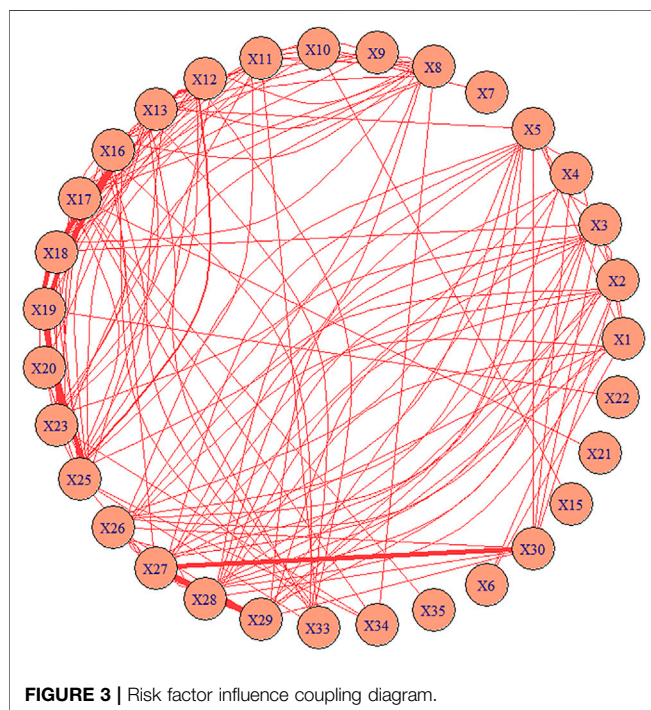 X10
X11
X9
X12
X8
X13
X7
X16
X5
X17
X4
X18
X3
X19
X2
X20
X1
X23
X22
X25
X21
X26
X15
X27
X30
X28
X6
X29
X33
X34
X35
FIGURE 3 | Risk factor influence coupling diagram.